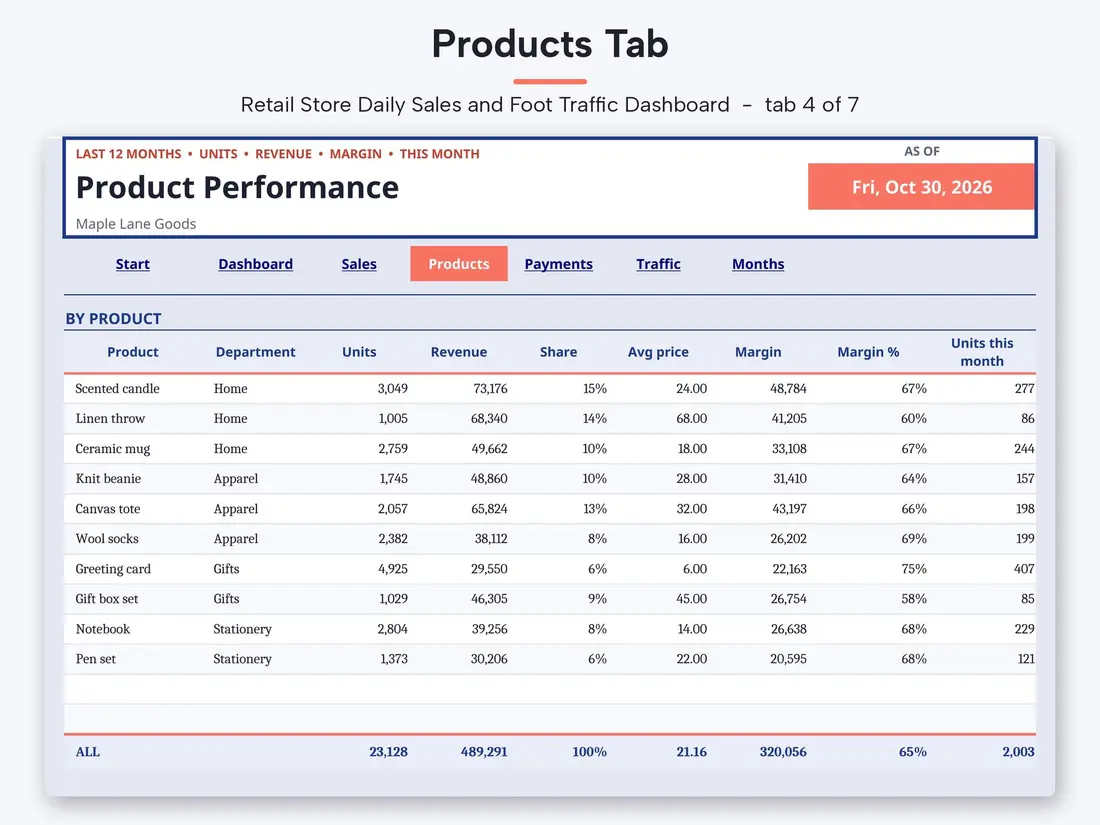 Products Tab
Retail Store Daily Sales and Foot Traffic Dashboard - tab 4 of 7
LAST 12 MONTHS • UNITS • REVENUE • MARGIN • THIS MONTH
AS OF
Product Performance
Fri, Oct 30, 2026
Maple Lane Goods
Start Dashboard Sales Products Payments Traffic Months
BY PRODUCT
Product Department Units Revenue Share Avg price Margin Margin % Units this month
Scented candle Home 3,049 73,176 15% 24.00 48,784 67% 277
Linen throw Home 1,005 68,340 14% 68.00 41,205 60% 86
Ceramic mug Home 2,759 49,662 10% 18.00 33,108 67% 244
Knit beanie Apparel 1,745 48,860 10% 28.00 31,410 64% 157
Canvas tote Apparel 2,057 65,824 13% 32.00 43,197 66% 198
Wool socks Apparel 2,382 38,112 8% 16.00 26,202 69% 199
Greeting card Gifts 4,925 29,550 6% 6.00 22,163 75% 407
Gift box set Gifts 1,029 46,305 9% 45.00 26,754 58% 85
Notebook Stationery 2,804 39,256 8% 14.00 26,638 68% 229
Pen set Stationery 1,373 30,206 6% 22.00 20,595 68% 121
ALL 23,128 489,291 100% 21.16 320,056 65% 2,003